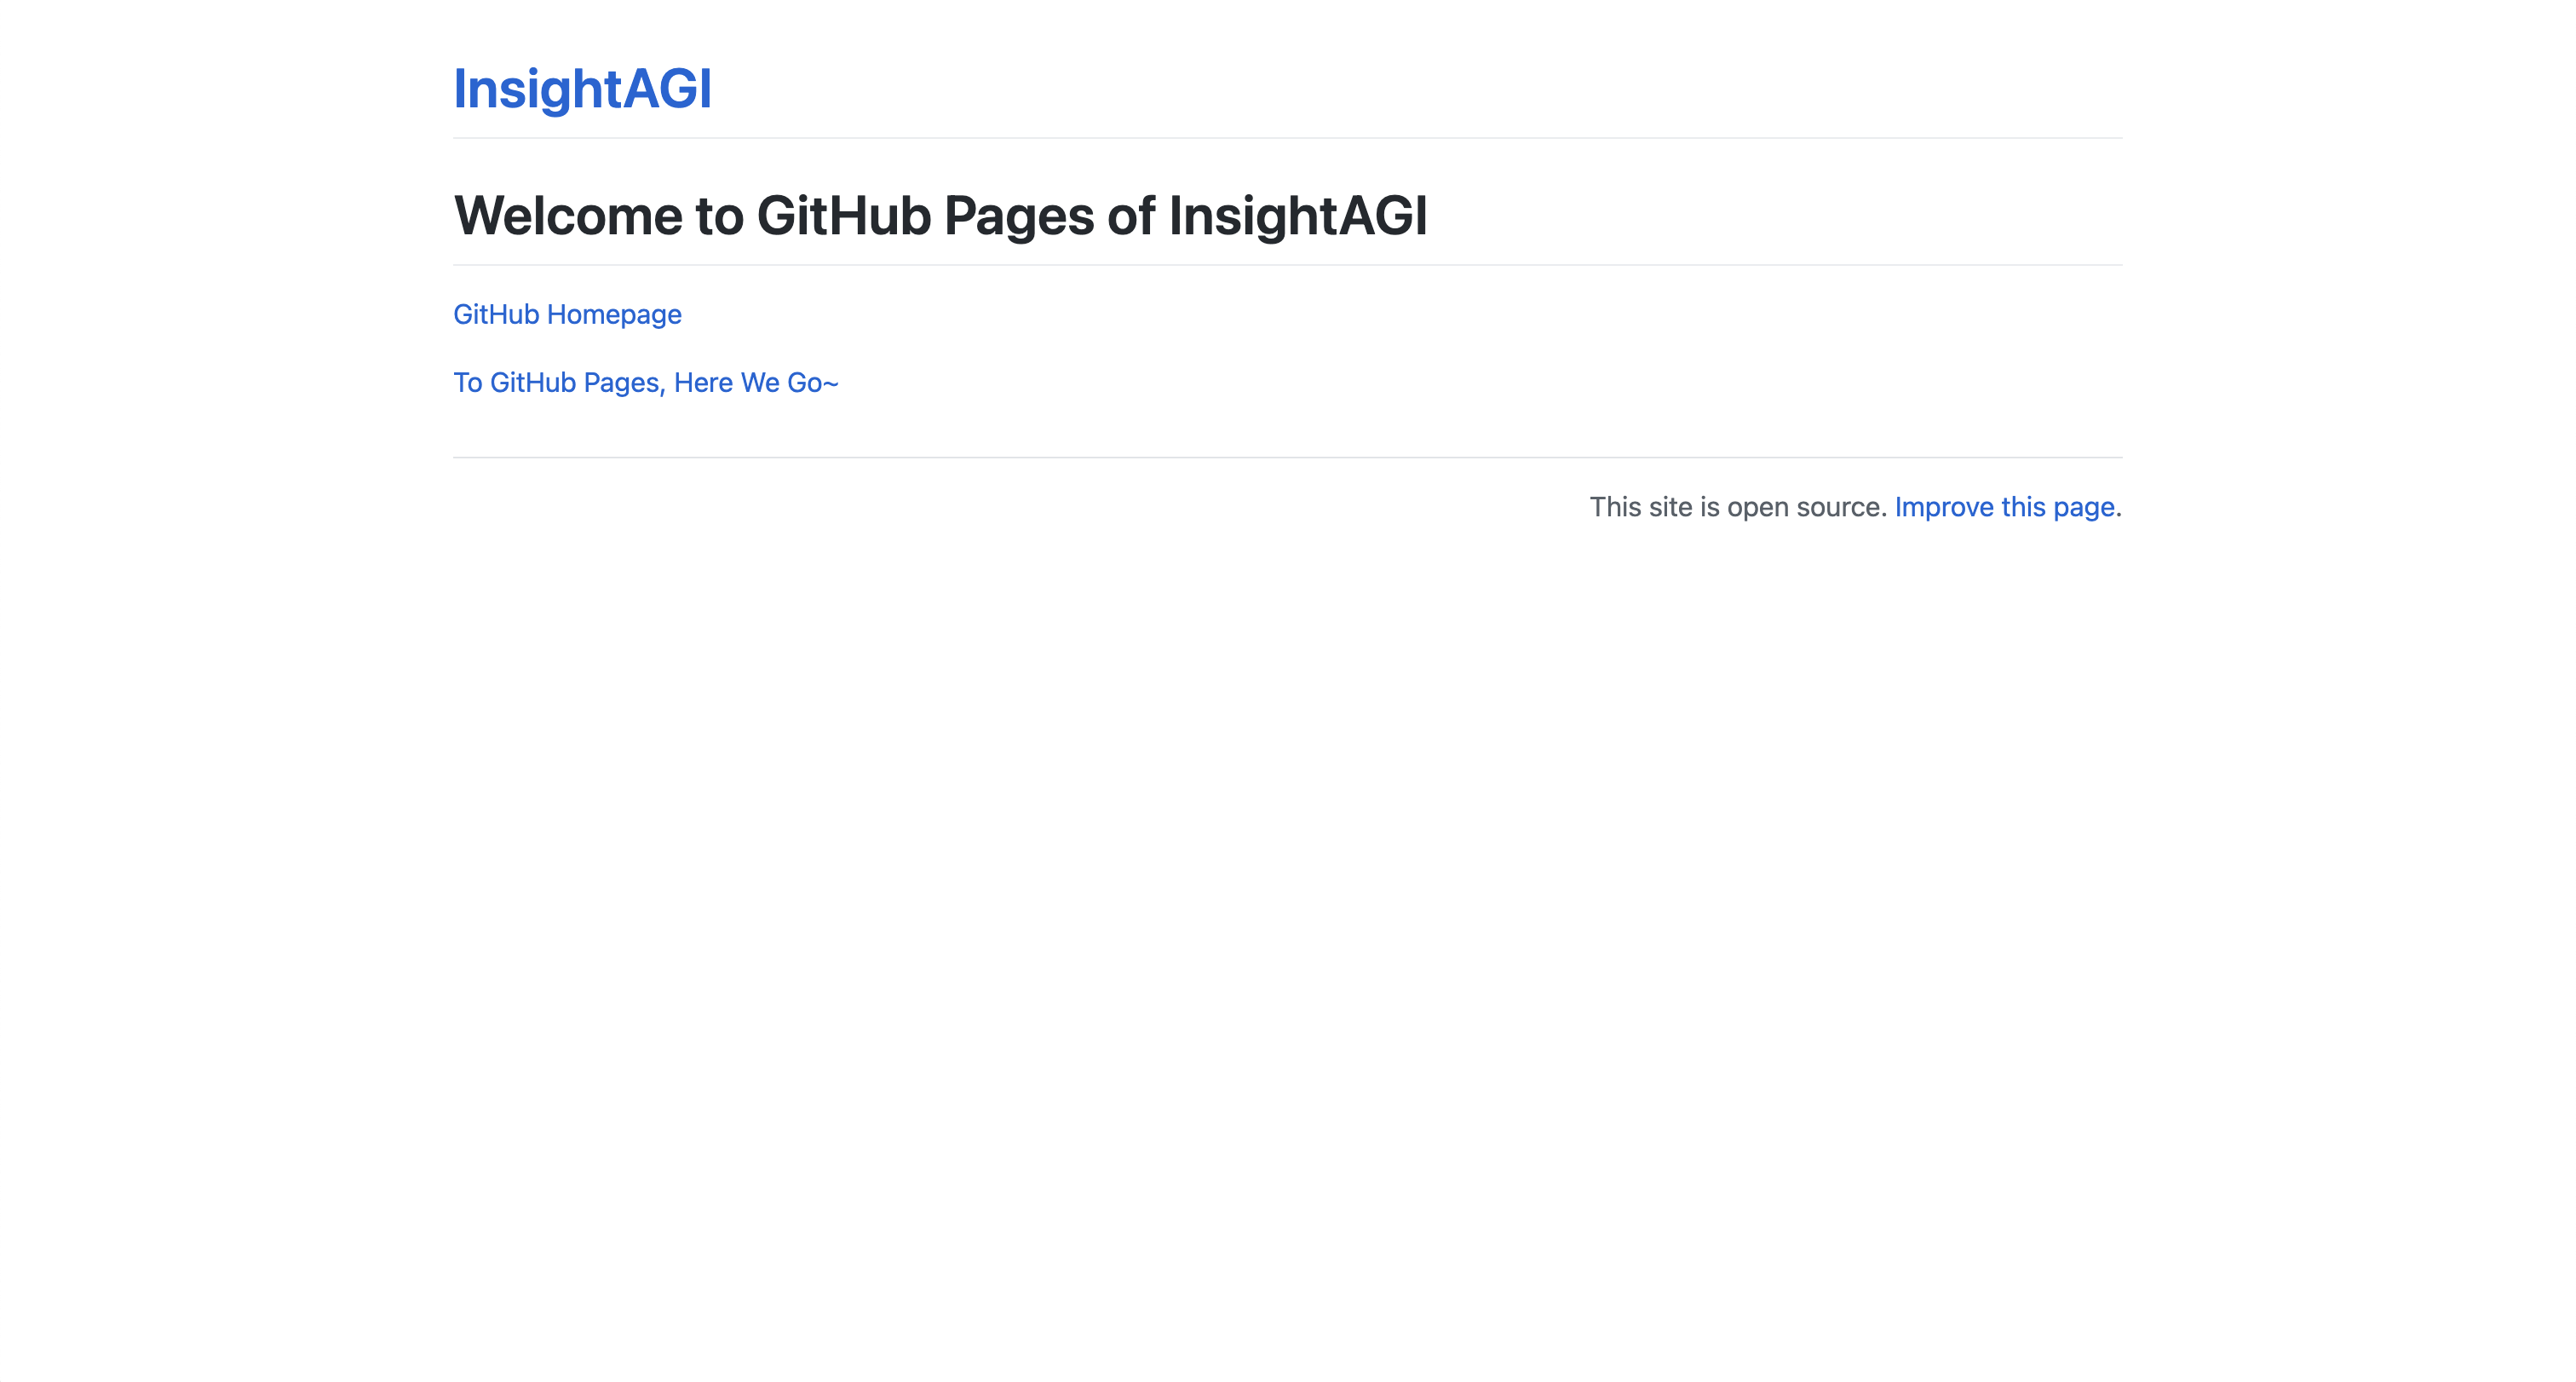 InsightAGI
Welcome to GitHub Pages of InsightAGI
GitHub Homepage
To GitHub Pages, Here We Go~
This site is open source. Improve this page.